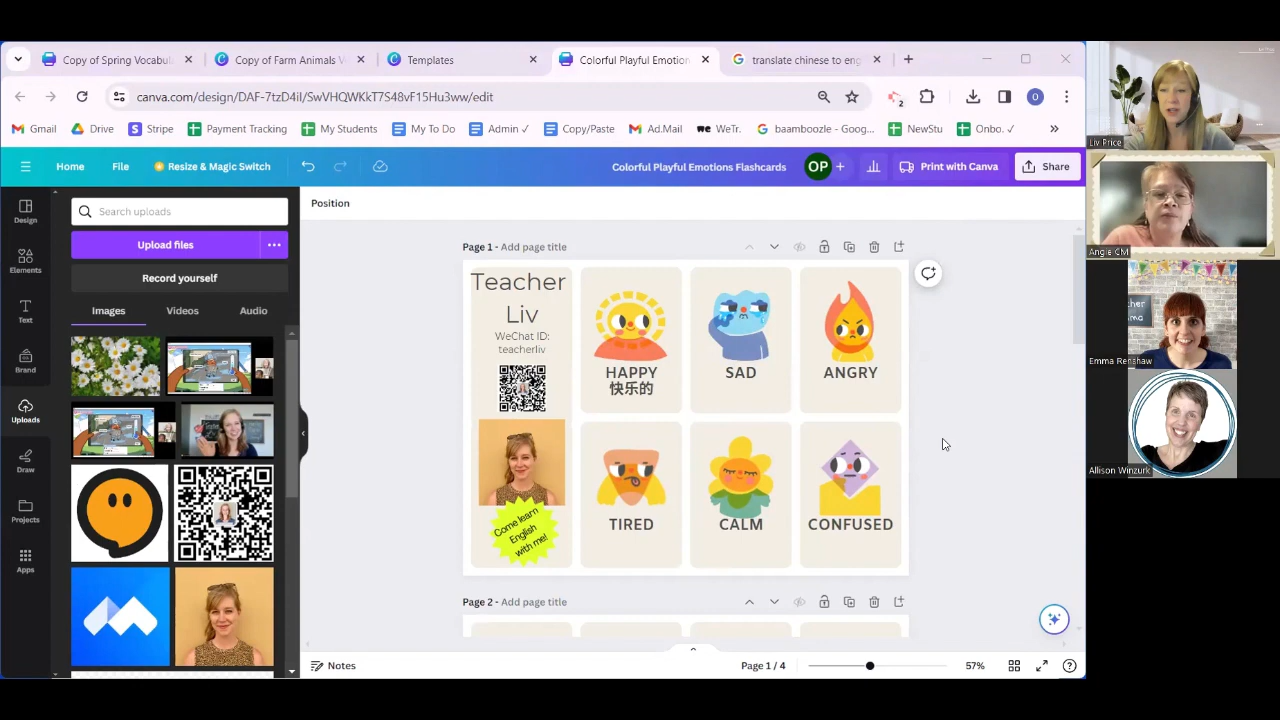 Copy of Spring Vocabula
Copy of Farm Animals V
Templates
Colorful Playful Emotions
translate chinese to eng
canva.com/design/DAF-7tzD4iI/SwVHQWKkT7S48vF15Hu3ww/edit
2
O
Gmail
Drive
Stripe
Payment Tracking
My Students
My To Do
Admin ✓
Copy/Paste
Ad.Mail
WeTr.
baamboozle - Goog...
NewStu
Onbo. ✓
Home
File
Resize & Magic Switch
Colorful Playful Emotions Flashcards
OP
Print with Canva
Share
Design
Elements
Text
Brand
Uploads
Draw
Projects
Apps
Search uploads
Upload files
Record yourself
Images
Videos
Audio
Position
Page 1 - Add page title
Teacher
Liv
WeChat ID:
teacherliv
Come learn
English
with me!
HAPPY
快乐的
SAD
ANGRY
TIRED
CALM
CONFUSED
Page 2 - Add page title
Notes
Page 1 / 4
57%
Liv Price
Angie CM
Emma Renshaw
Allison Winzurk